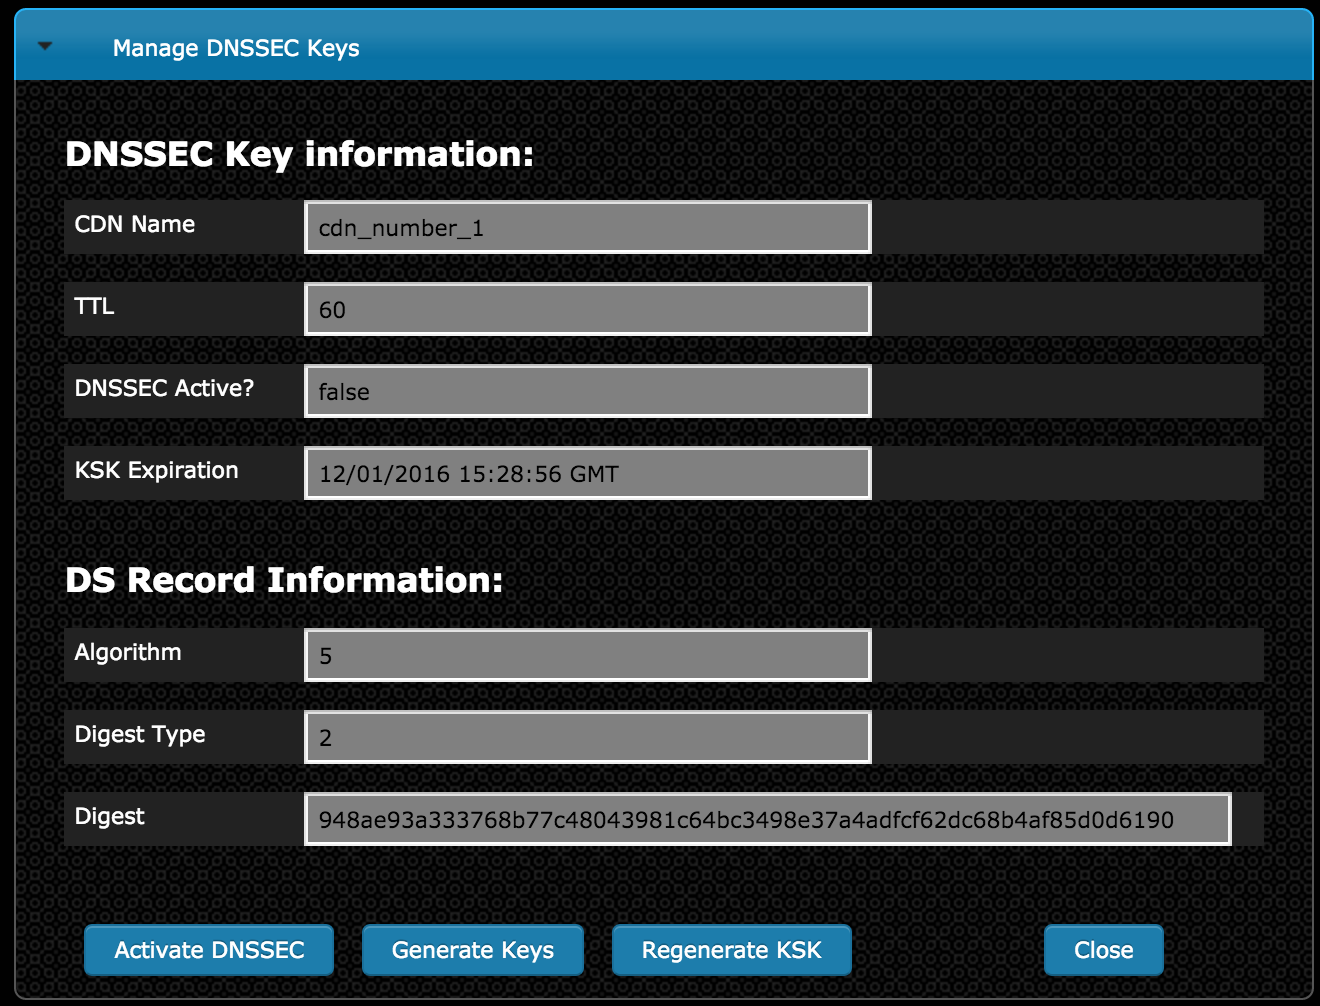 Manage DNSSEC Keys
DNSSEC Key information:
CDN Name
cdn_number_1
TTL
60
DNSSEC Active?
false
KSK Expiration
12/01/2016 15:28:56 GMT
DS Record Information:
Algorithm
5
Digest Type
2
Digest
948ae93a333768b77c48043981c64bc3498e37a4adfcf62dc68b4af85d0d6190
Activate DNSSEC
Generate Keys
Regenerate KSK
Close